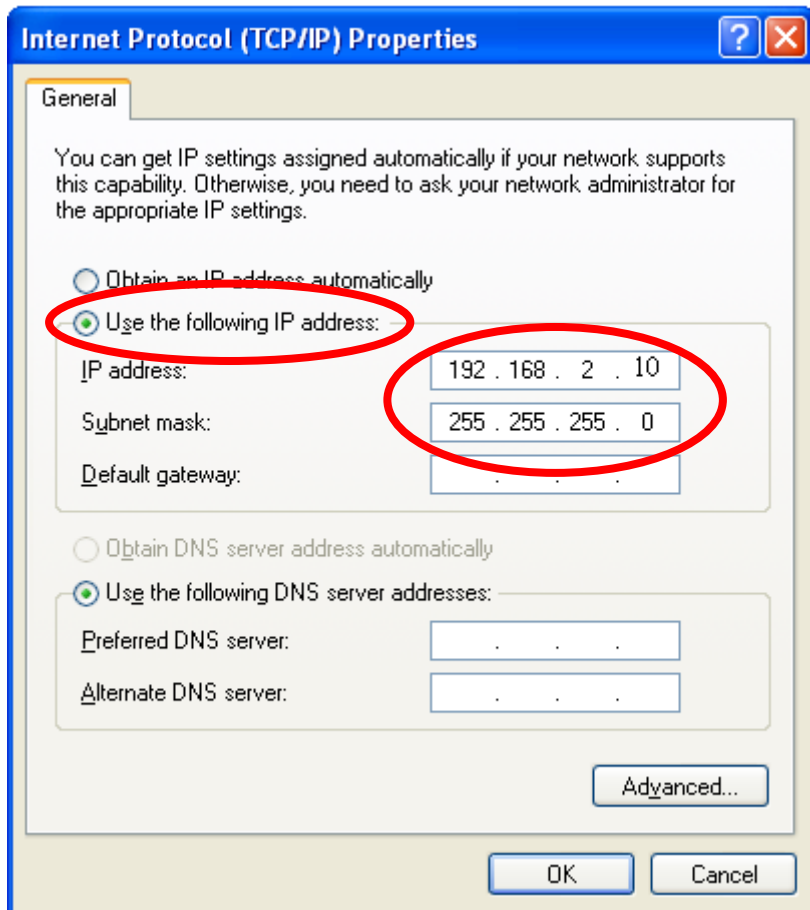 Internet Protocol (TCP/IP) Properties
?
General
You can get IP settings assigned automatically if your network supports
this capability. Otherwise, you need to ask your network administrator for
the appropriate IP settings.
Obtain an IP address automatically
Use the following IP address:
IP address: 192 . 168 . 2 . 10
Subnet mask: 255 . 255 . 255 . 0
Default gateway: . . .
Obtain DNS server address automatically
Use the following DNS server addresses:
Preferred DNS server: . . .
Alternate DNS server: . . .
Advanced...
OK Cancel